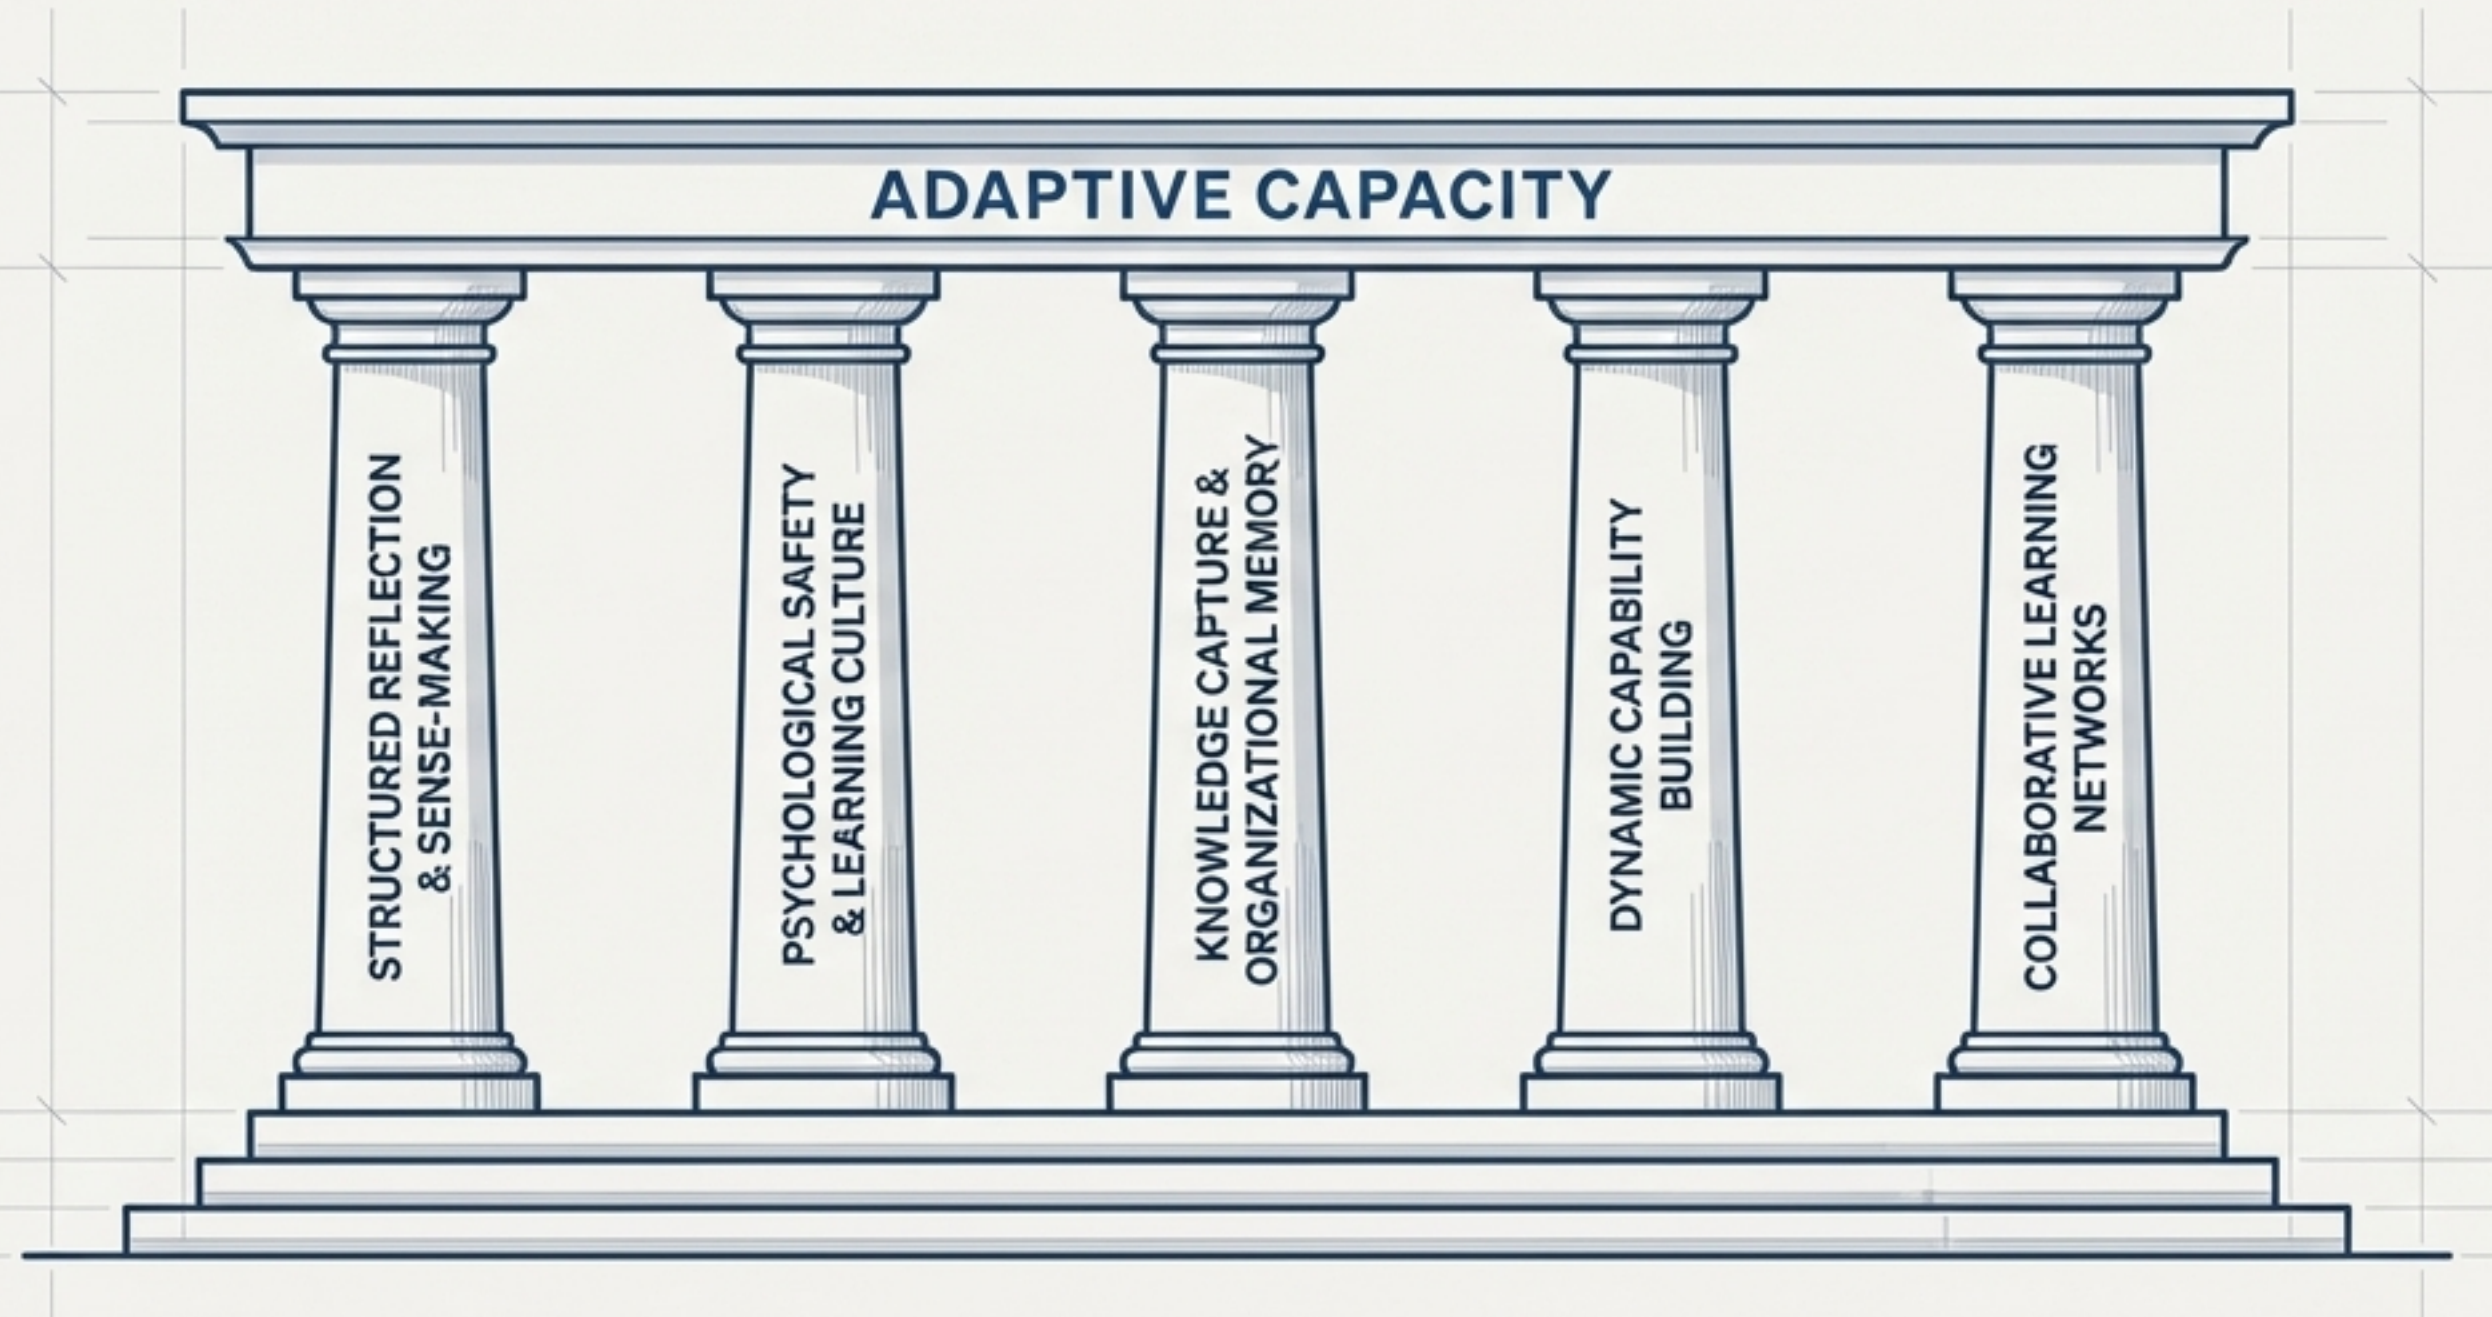 ADAPTIVE CAPACITY
STRUCTURED REFLECTION
& SENSE-MAKING
PSYCHOLOGICAL SAFETY
& LEARNING CULTURE
KNOWLEDGE CAPTURE &
ORGANIZATIONAL MEMORY
DYNAMIC CAPABILITY
BUILDING
COLLABORATIVE LEARNING
NETWORKS